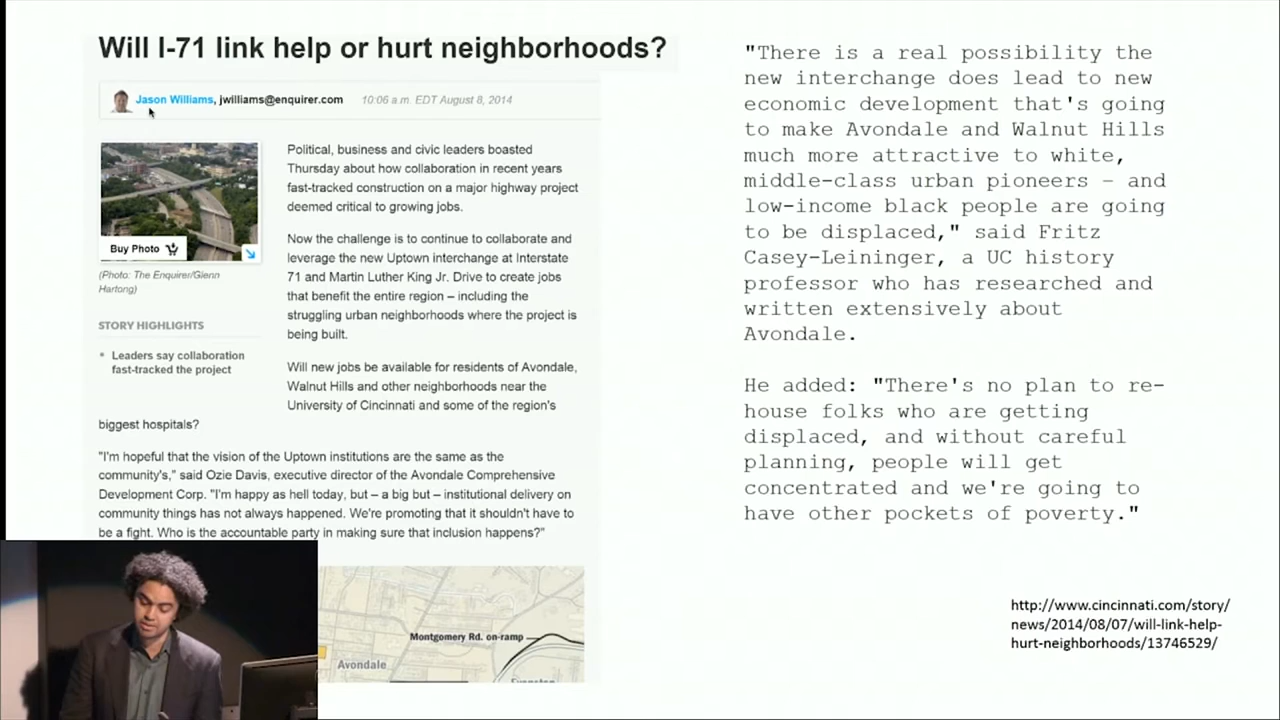 Will I-71 link help or hurt neighborhoods?
Jason Williams, jwilliams@enquirer.com 10:06 a.m. EDT August 8, 2014
Buy Photo
(Photo: The Enquirer/Glenn
Hartong)
STORY HIGHLIGHTS
Leaders say collaboration
fast-tracked the project
Political, business and civic leaders boasted
Thursday about how collaboration in recent years
fast-tracked construction on a major highway project
deemed critical to growing jobs.
Now the challenge is to continue to collaborate and
leverage the new Uptown interchange at Interstate
71 and Martin Luther King Jr. Drive to create jobs
that benefit the entire region – including the
struggling urban neighborhoods where the project is
being built.
Will new jobs be available for residents of Avondale,
Walnut Hills and other neighborhoods near the
University of Cincinnati and some of the region's
biggest hospitals?
"I'm hopeful that the vision of the Uptown institutions are the same as the
community's," said Ozie Davis, executive director of the Avondale Comprehensive
Development Corp. "I'm happy as hell today, but – a big but – institutional delivery on
community things has not always happened. We're promoting that it shouldn't have to
be a fight. Who is the accountable party in making sure that inclusion happens?"
Montgomery Rd. on-ramp
Avondale
Evanston
"There is a real possibility the
new interchange does lead to new
economic development that's going
to make Avondale and Walnut Hills
much more attractive to white,
middle-class urban pioneers – and
low-income black people are going
to be displaced," said Fritz
Casey-Leininger, a UC history
professor who has researched and
written extensively about
Avondale.
He added: "There's no plan to re-
house folks who are getting
displaced, and without careful
planning, people will get
concentrated and we're going to
have other pockets of poverty."
http://www.cincinnati.com/story/
news/2014/08/07/will-link-help-
hurt-neighborhoods/13746529/